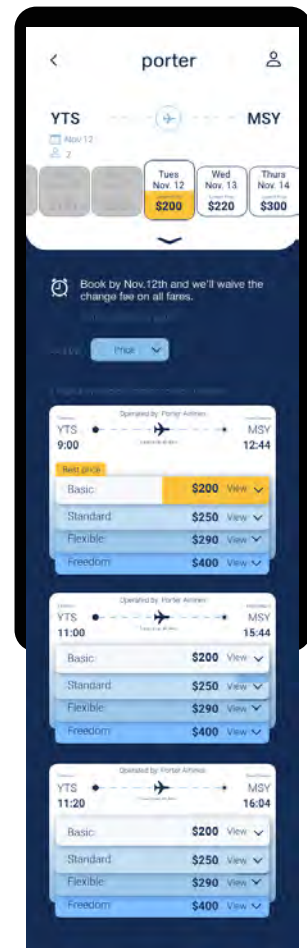 porter
YTS MSY
Nov 12
2
Tues Wed Thurs
Nov. 12 Nov. 13 Nov. 14
$200 $220 $300
Book by Nov.12th and we'll waive the
change fee on all fares.
Price
Operated by Porter Airlines
YTS MSY
9:00 12:44
Best price
Basic $200 View
Standard $250 View
Flexible $290 View
Freedom $400 View
Operated by Porter Airlines
YTS MSY
11:00 15:44
Basic $200 View
Standard $250 View
Flexible $290 View
Freedom $400 View
Operated by Porter Airlines
YTS MSY
11:20 16:04
Basic $200 View
Standard $250 View
Flexible $290 View
Freedom $400 View